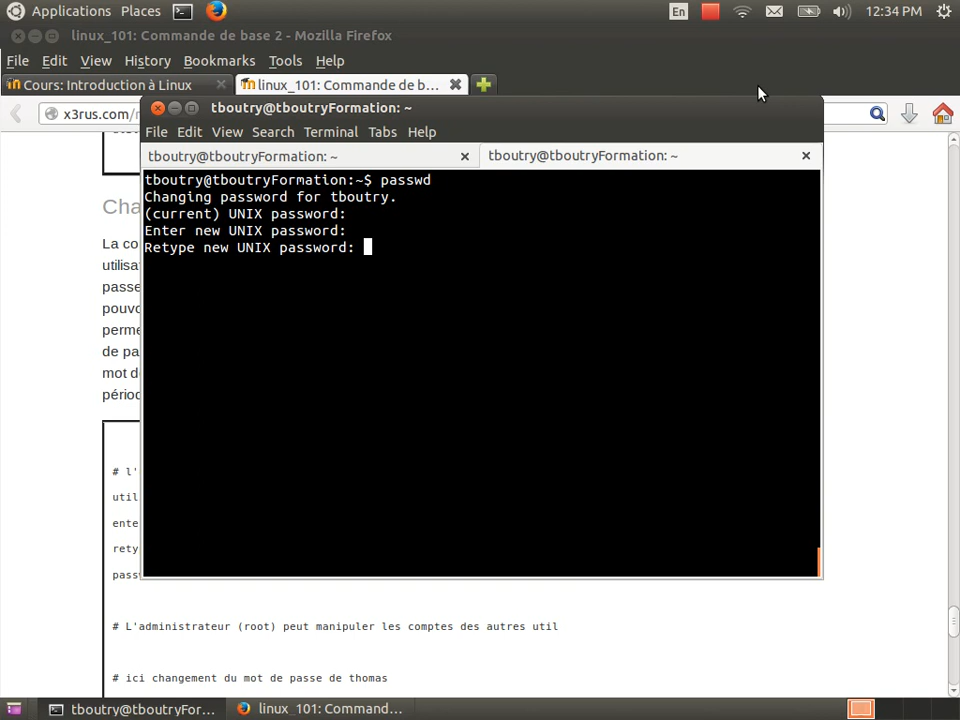 Applications Places En 12:34 PM
linux_101: Commande de base 2 - Mozilla Firefox
File Edit View History Bookmarks Tools Help
Cours: Introduction à Linux linux_101: Commande de b...
x3rus.com/
tboutry@tboutryFormation: ~
File Edit View Search Terminal Tabs Help
tboutry@tboutryFormation: ~ tboutry@tboutryFormation: ~
tboutry@tboutryFormation:~$ passwd
Changing password for tboutry.
(current) UNIX password:
Enter new UNIX password:
Retype new UNIX password:
Cha
La co
utilisa
passe
pouvo
perme
de pa
mot d
périod
# l'
util
ente
rety
pass
# L'administrateur (root) peut manipuler les comptes des autres util
# ici changement du mot de passe de thomas
tboutry@tboutryFor... linux_101: Command...